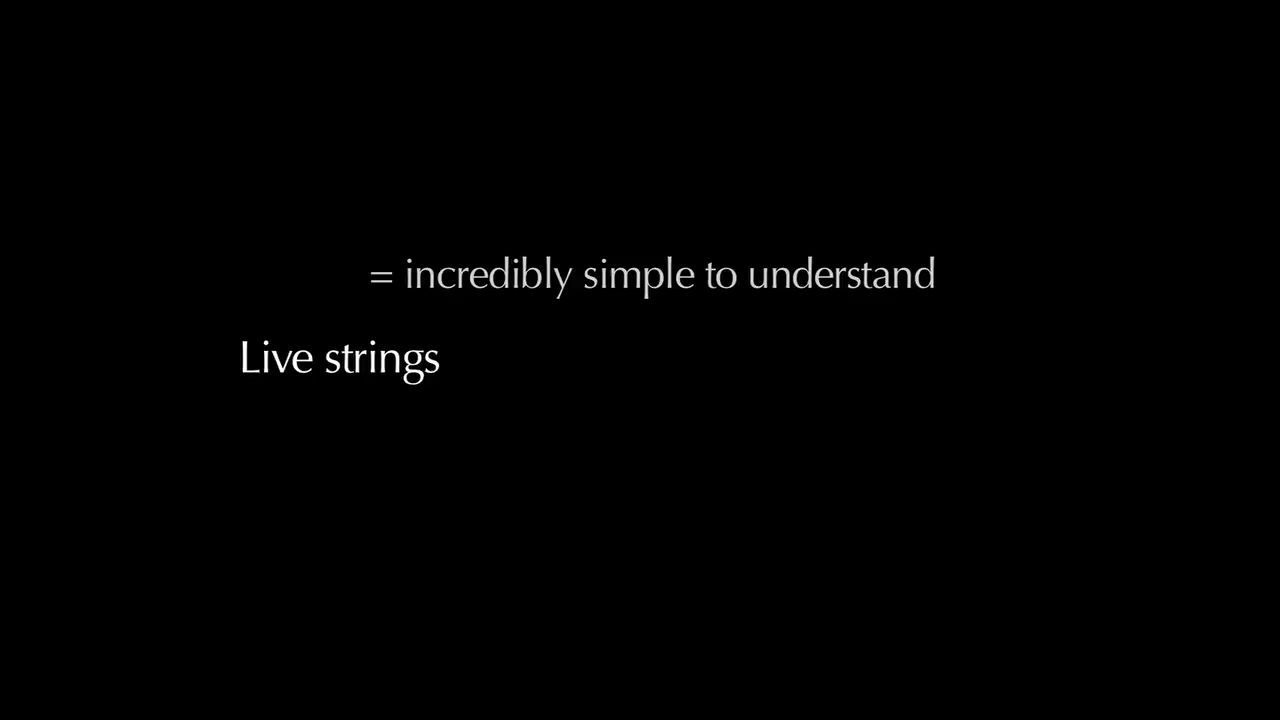 = incredibly simple to understand
Live strings